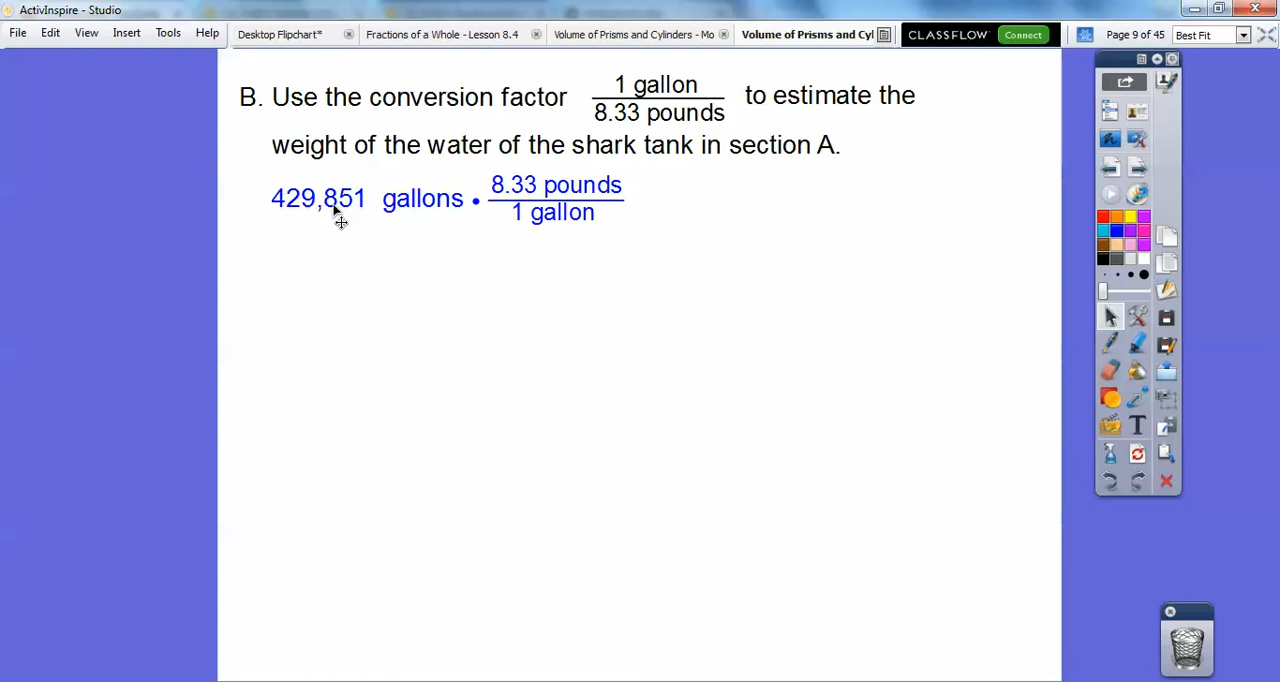 ActivInspire - Studio
File Edit View Insert Tools Help
Desktop Flipchart*
Fractions of a Whole - Lesson 8.4
Volume of Prisms and Cylinders - Mo
Volume of Prisms and Cyl
CLASSFLOW Connect
Page 9 of 45
Best Fit
B. Use the conversion factor 1 gallon / 8.33 pounds to estimate the
weight of the water of the shark tank in section A.
429,851 gallons • 8.33 pounds / 1 gallon
T